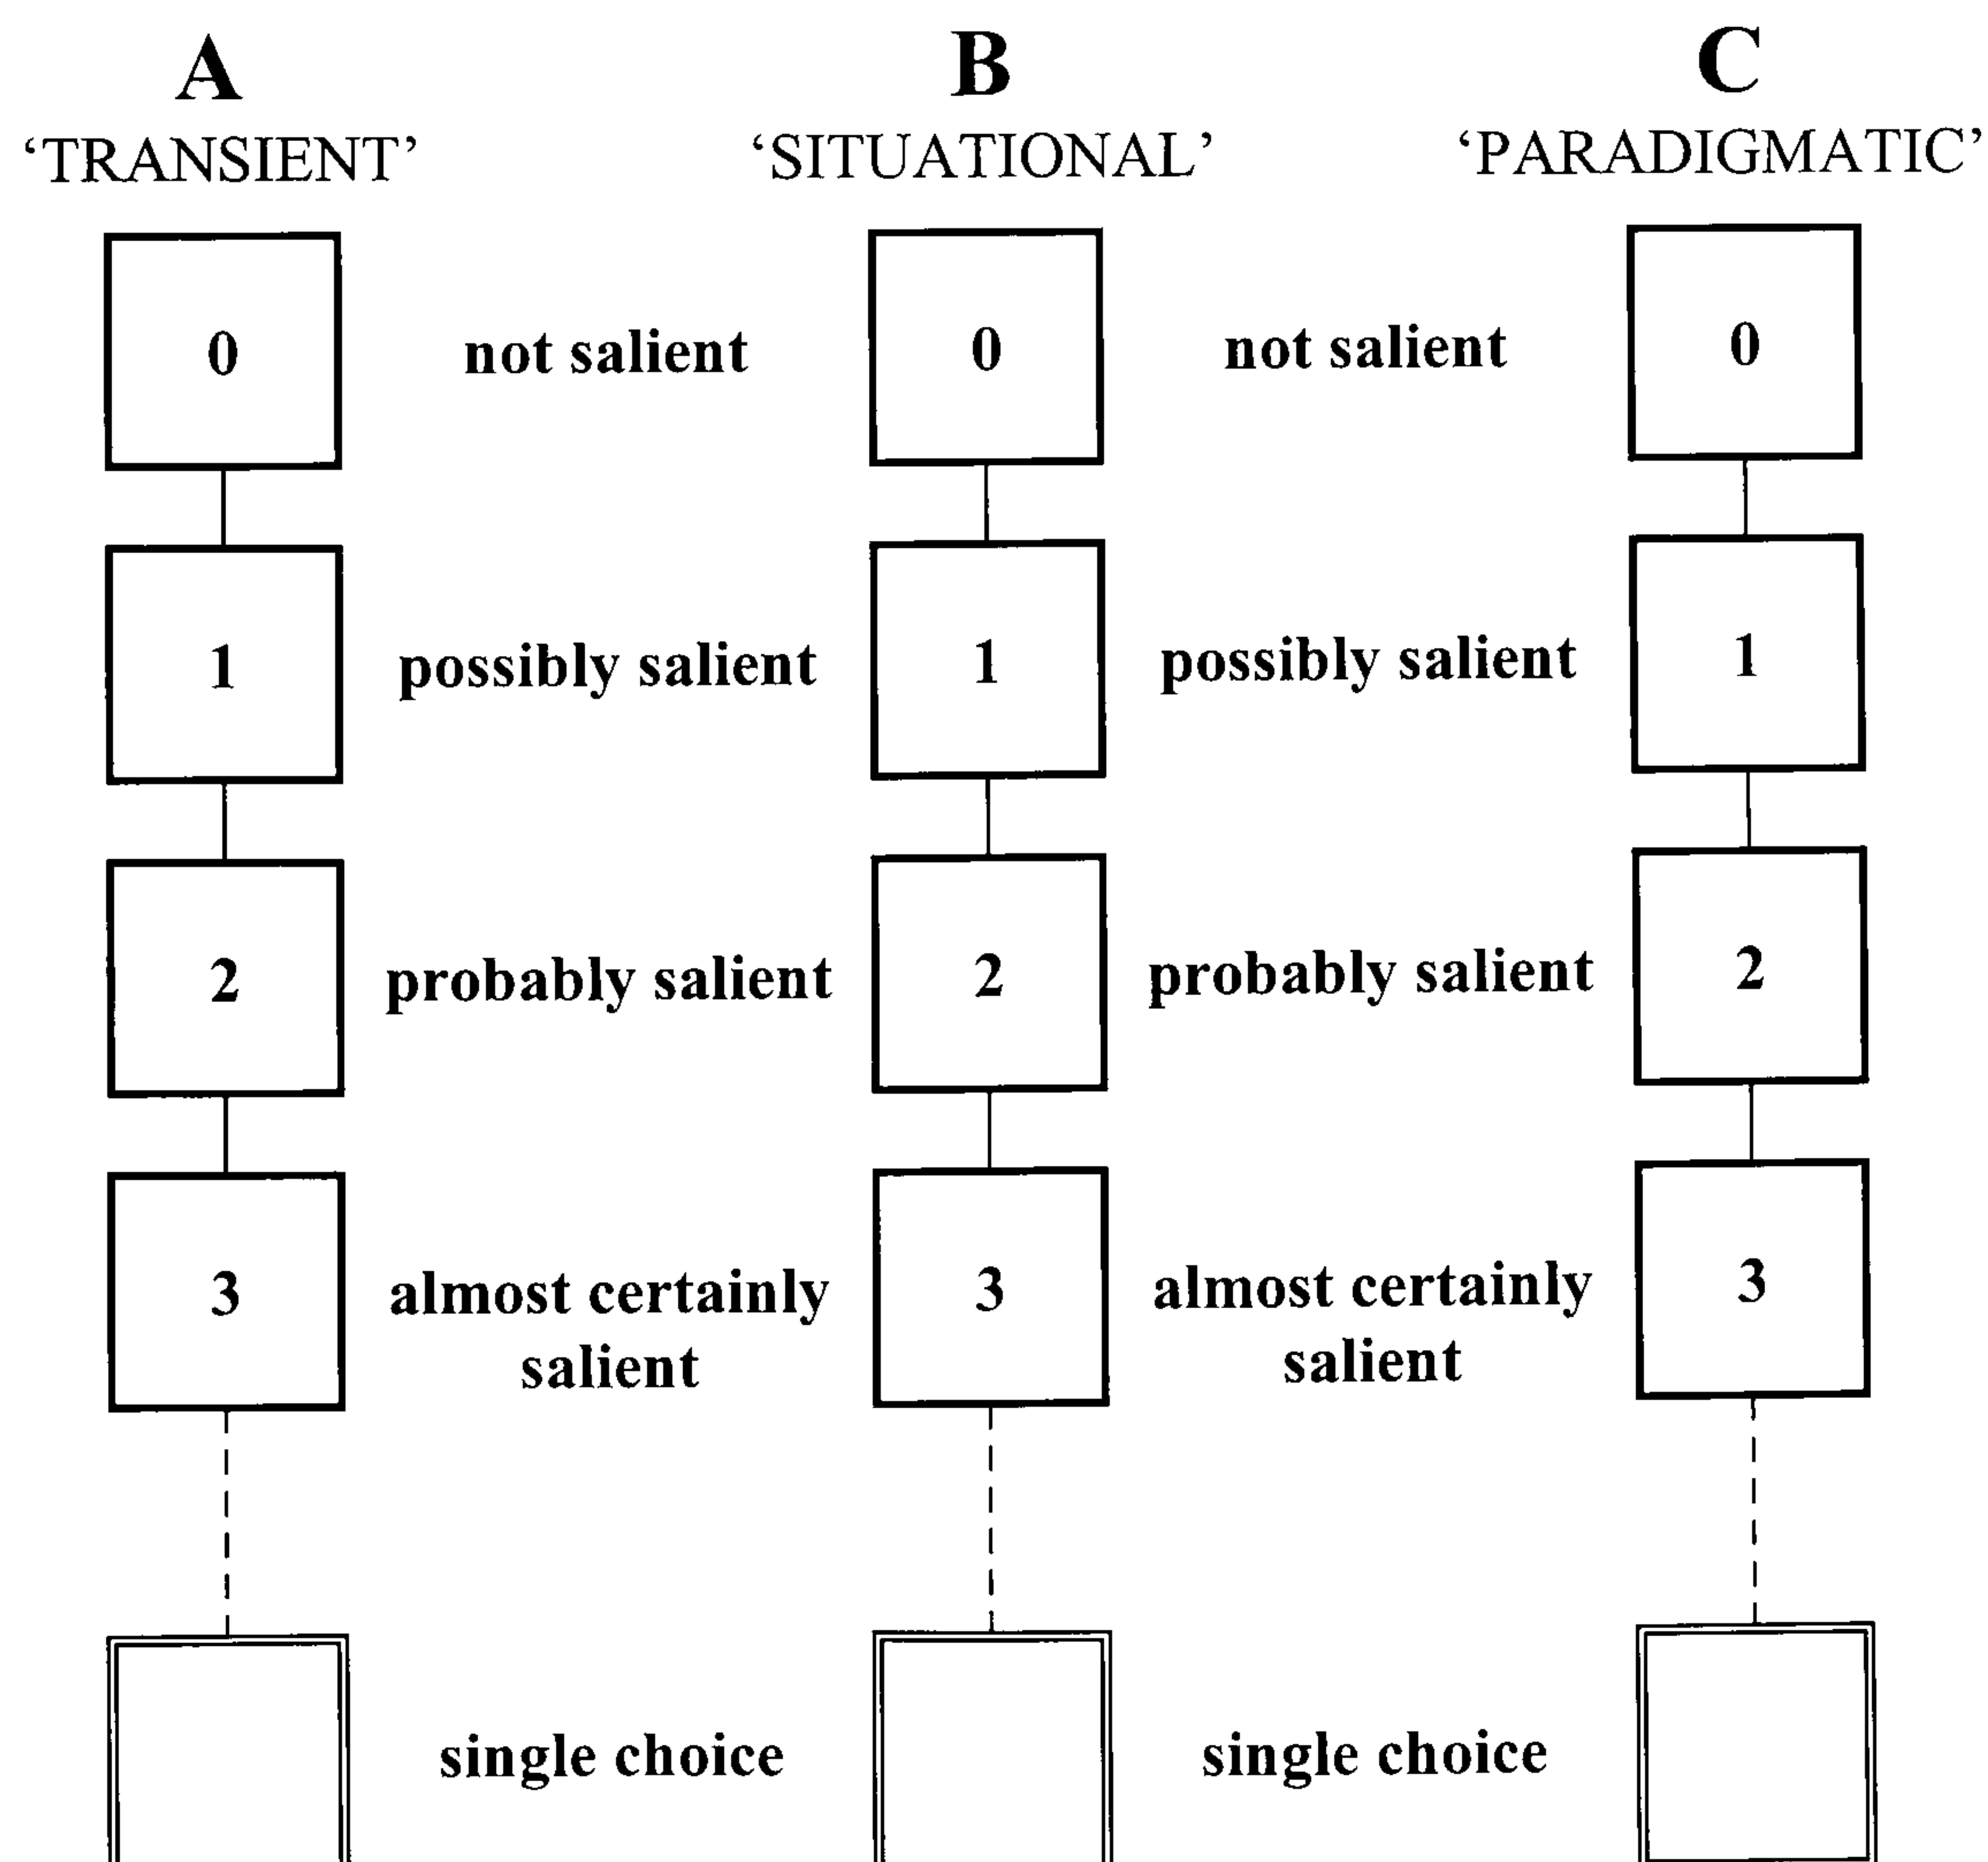 A B C
‘TRANSIENT’ ‘SITUATIONAL’ ‘PARADIGMATIC’
0 not salient 0 not salient 0
1 possibly salient 1 possibly salient 1
2 probably salient 2 probably salient 2
3 almost certainly 3 almost certainly 3
salient salient
single choice single choice